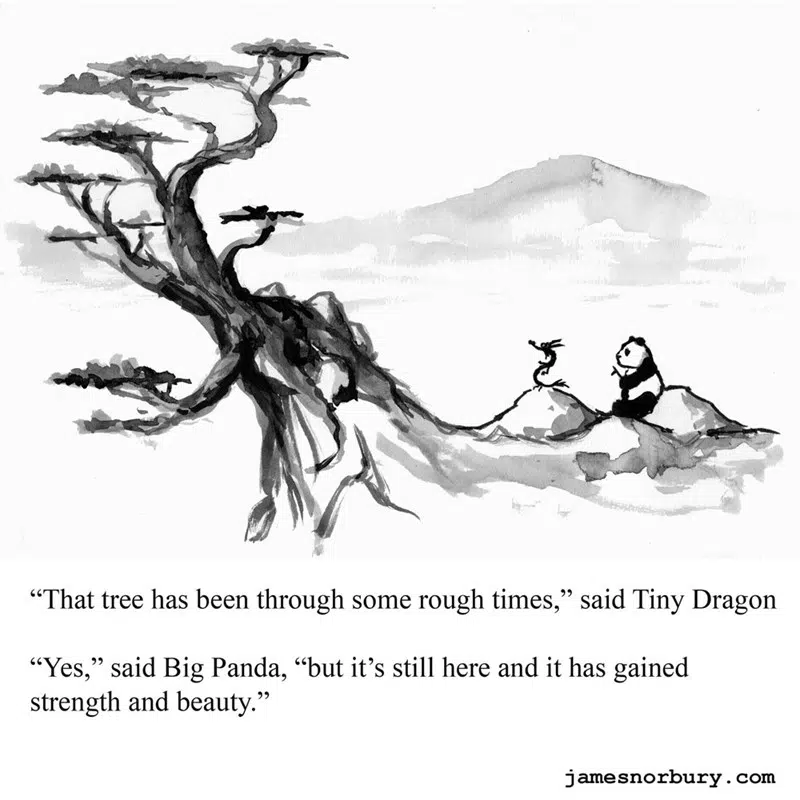 “That tree has been through some rough times,” said Tiny Dragon
“Yes,” said Big Panda, “but it’s still here and it has gained
strength and beauty.”
jamesnorbury.com